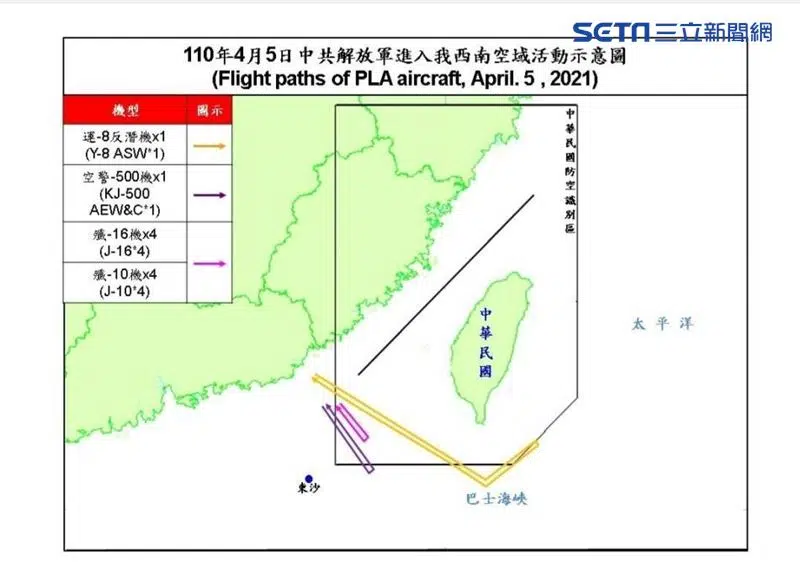 SETN 三立新聞網
110年4月5日中共解放軍進入我西南空域活動示意圖
(Flight paths of PLA aircraft, April. 5 , 2021)
機型
圖示
運-8反潛機x1
(Y-8 ASW*1)
空警-500機x1
(KJ-500
AEW&C*1)
殲-16機x4
(J-16*4)
殲-10機x4
(J-10*4)
中華民國防空識別區
中華民國
太平洋
東沙
巴士海峽